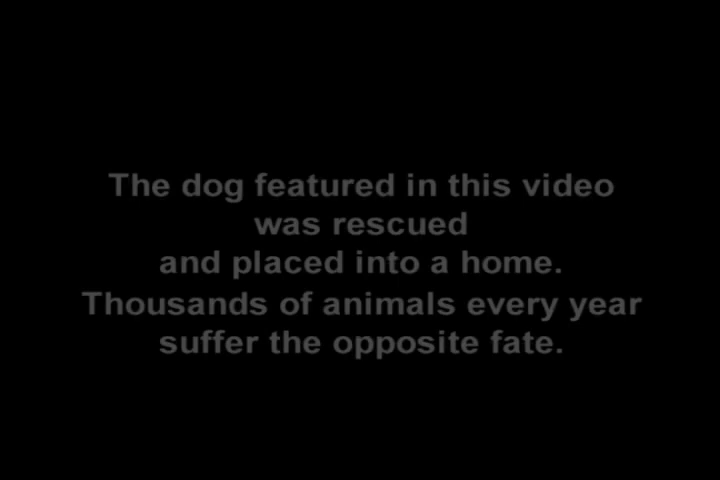 The dog featured in this video
was rescued
and placed into a home.
Thousands of animals every year
suffer the opposite fate.